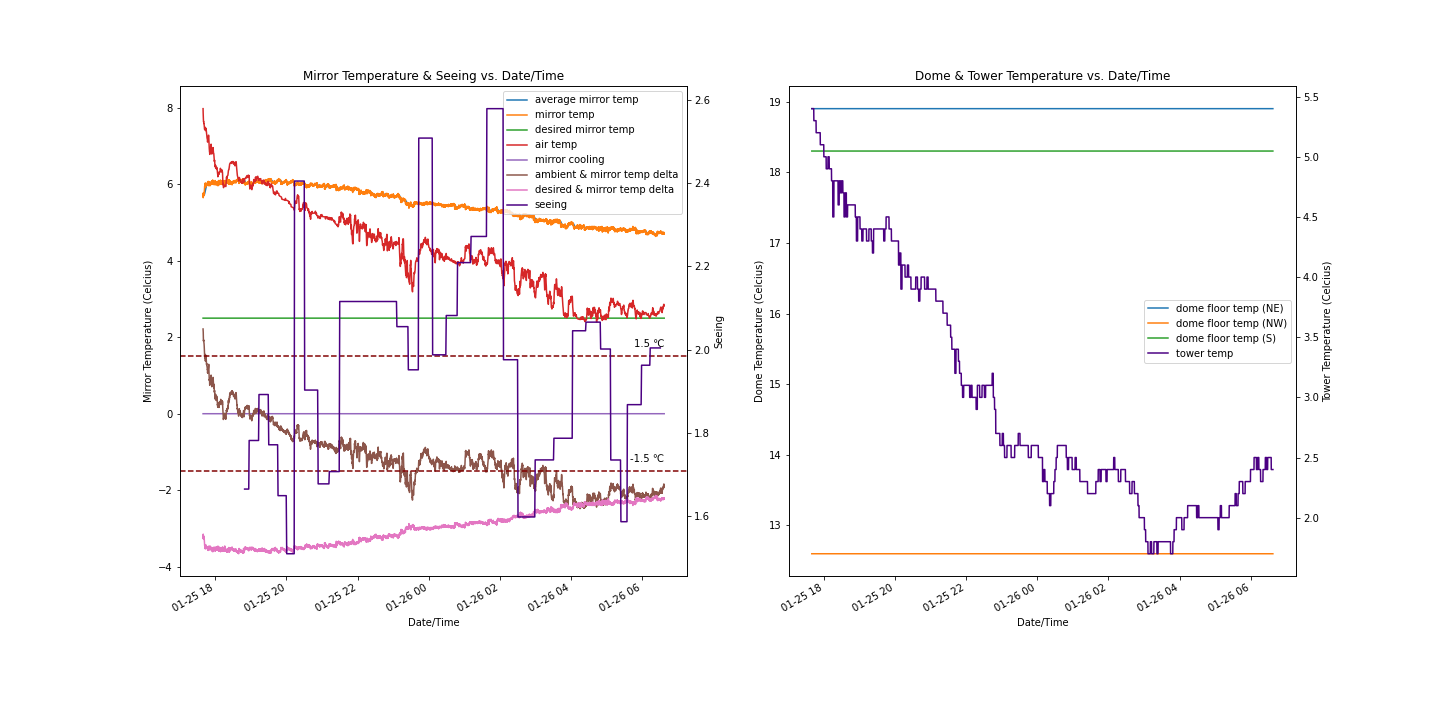 Mirror Temperature & Seeing vs. Date/Time
Mirror Temperature (Celcius)
8
6
4
2
0
−2
−4
2.6
2.4
2.2
2.0
1.8
1.6
Seeing
average mirror temp
mirror temp
desired mirror temp
air temp
mirror cooling
ambient & mirror temp delta
desired & mirror temp delta
seeing
1.5 ℃
-1.5 ℃
01-25 18
01-25 20
01-25 22
01-26 00
01-26 02
01-26 04
01-26 06
Date/Time
Dome & Tower Temperature vs. Date/Time
Dome Temperature (Celcius)
19
18
17
16
15
14
13
5.5
5.0
4.5
4.0
3.5
3.0
2.5
2.0
Tower Temperature (Celcius)
dome floor temp (NE)
dome floor temp (NW)
dome floor temp (S)
tower temp
01-25 18
01-25 20
01-25 22
01-26 00
01-26 02
01-26 04
01-26 06
Date/Time